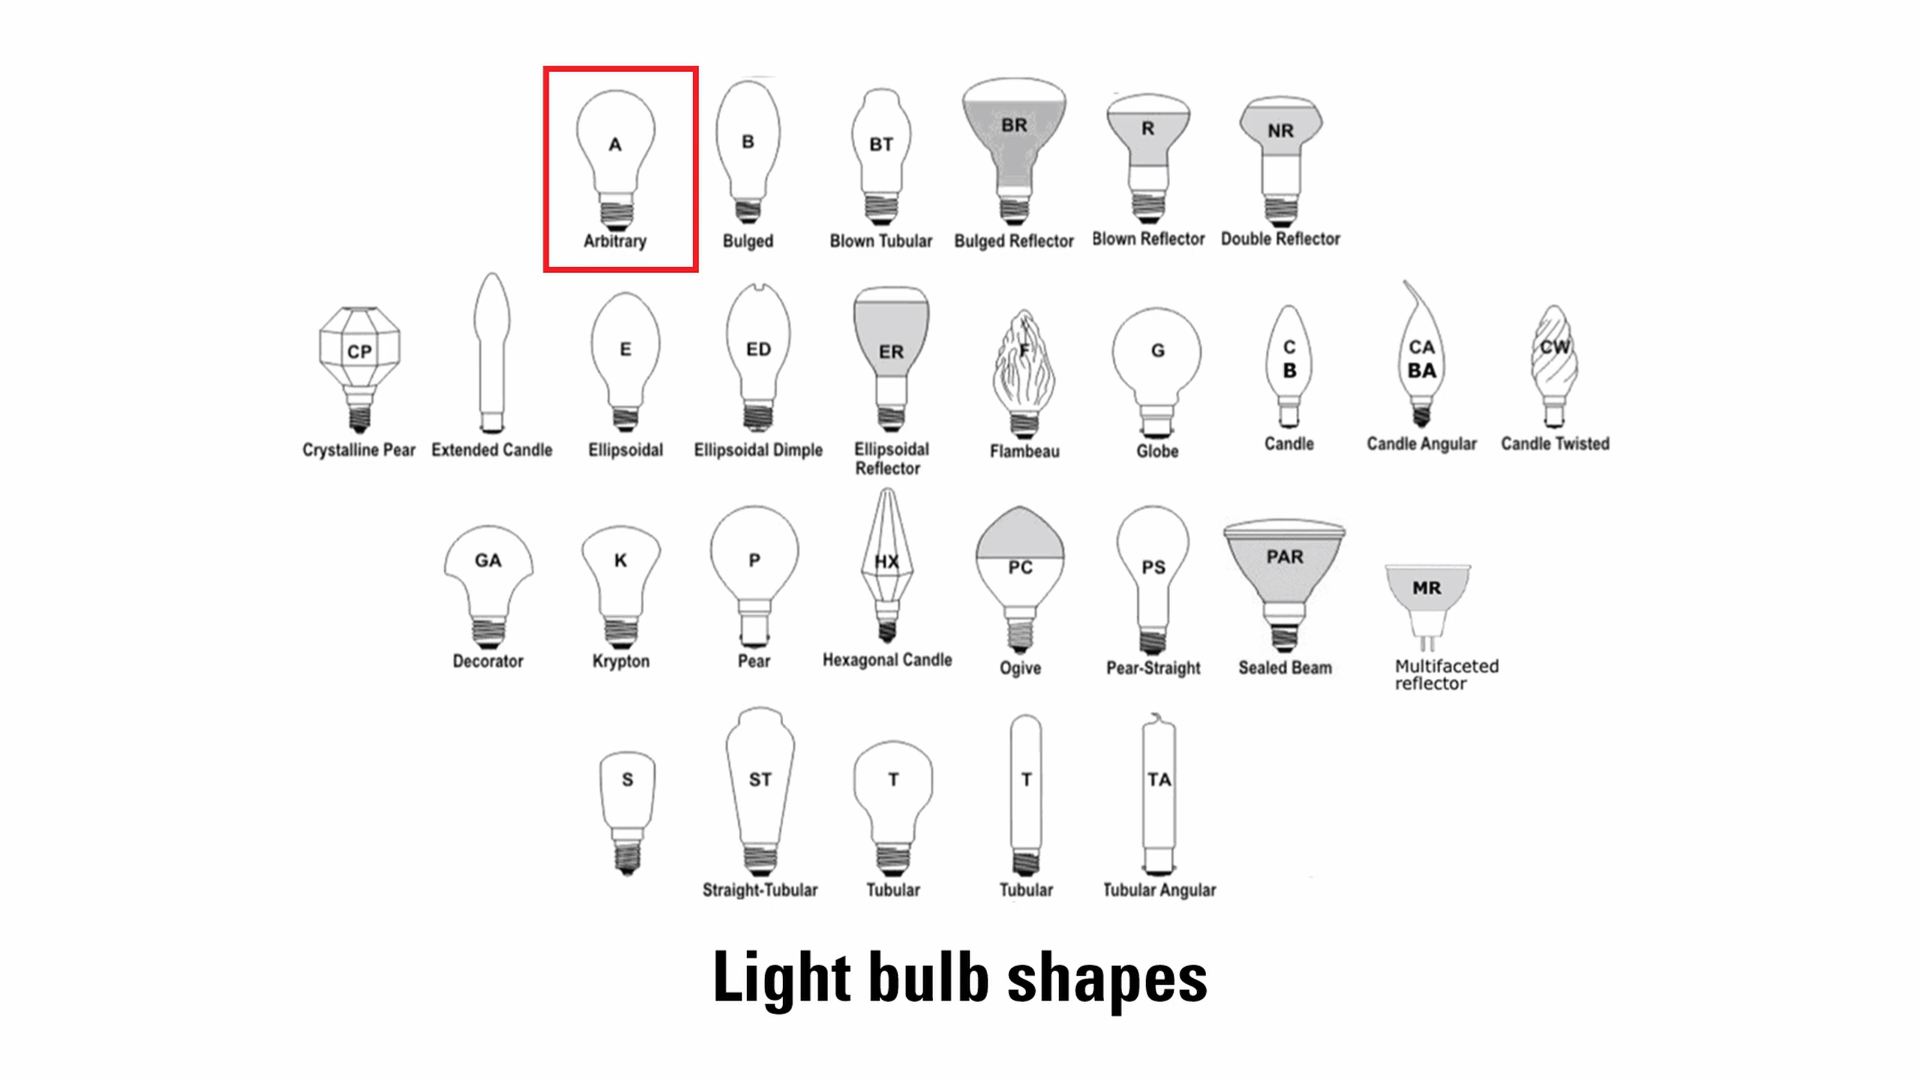 A
B
BT
BR
R
NR
Arbitrary
Bulged
Blown Tubular
Bulged Reflector
Blown Reflector
Double Reflector
CP
E
ED
ER
F
G
C
B
CA
BA
CW
Crystalline Pear
Extended Candle
Ellipsoidal
Ellipsoidal Dimple
Ellipsoidal
Reflector
Flambeau
Globe
Candle
Candle Angular
Candle Twisted
GA
K
P
HX
PC
PS
PAR
MR
Decorator
Krypton
Pear
Hexagonal Candle
Ogive
Pear-Straight
Sealed Beam
Multifaceted
reflector
S
ST
T
T
TA
Straight-Tubular
Tubular
Tubular
Tubular Angular
Light bulb shapes